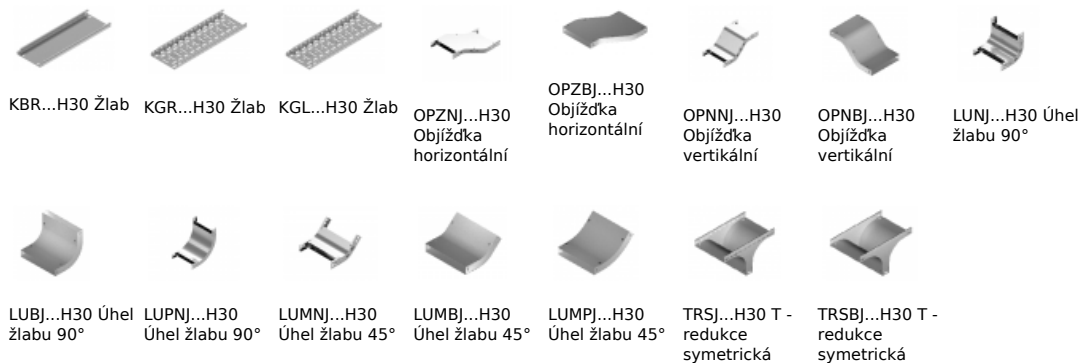 KBR...H30 Žlab
KGR...H30 Žlab
KGL...H30 Žlab
OPZNJ...H30
Objížďka
horizontální
OPZBJ...H30
Objížďka
horizontální
OPNNJ...H30
Objížďka
vertikální
OPNBJ...H30
Objížďka
vertikální
LUNJ...H30 Úhel
žlabu 90°
LUBJ...H30 Úhel
žlabu 90°
LUPNJ...H30
Úhel žlabu 90°
LUMNJ...H30
Úhel žlabu 45°
LUMBJ...H30
Úhel žlabu 45°
LUMPJ...H30
Úhel žlabu 45°
TRSJ...H30 T -
redukce
symetrická
TRSBJ...H30 T -
redukce
symetrická